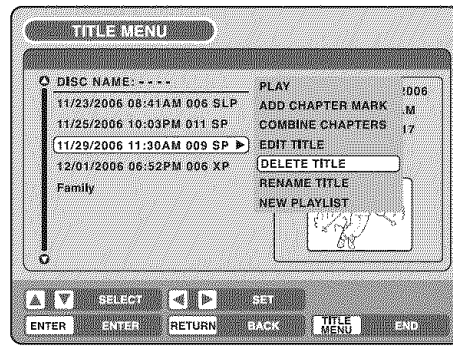 TITLE MENU
DISC NAME: - - - -
11/23/2006 08:41AM 006 SLP
11/25/2006 10:03PM 011 SP
11/29/2006 11:30AM 009 SP ▶
12/01/2006 06:52PM 006 XP
Family
PLAY
ADD CHAPTER MARK
COMBINE CHAPTERS
EDIT TITLE
DELETE TITLE
RENAME TITLE
NEW PLAYLIST
SELECT
SET
ENTER ENTER RETURN BACK TITLE MENU END